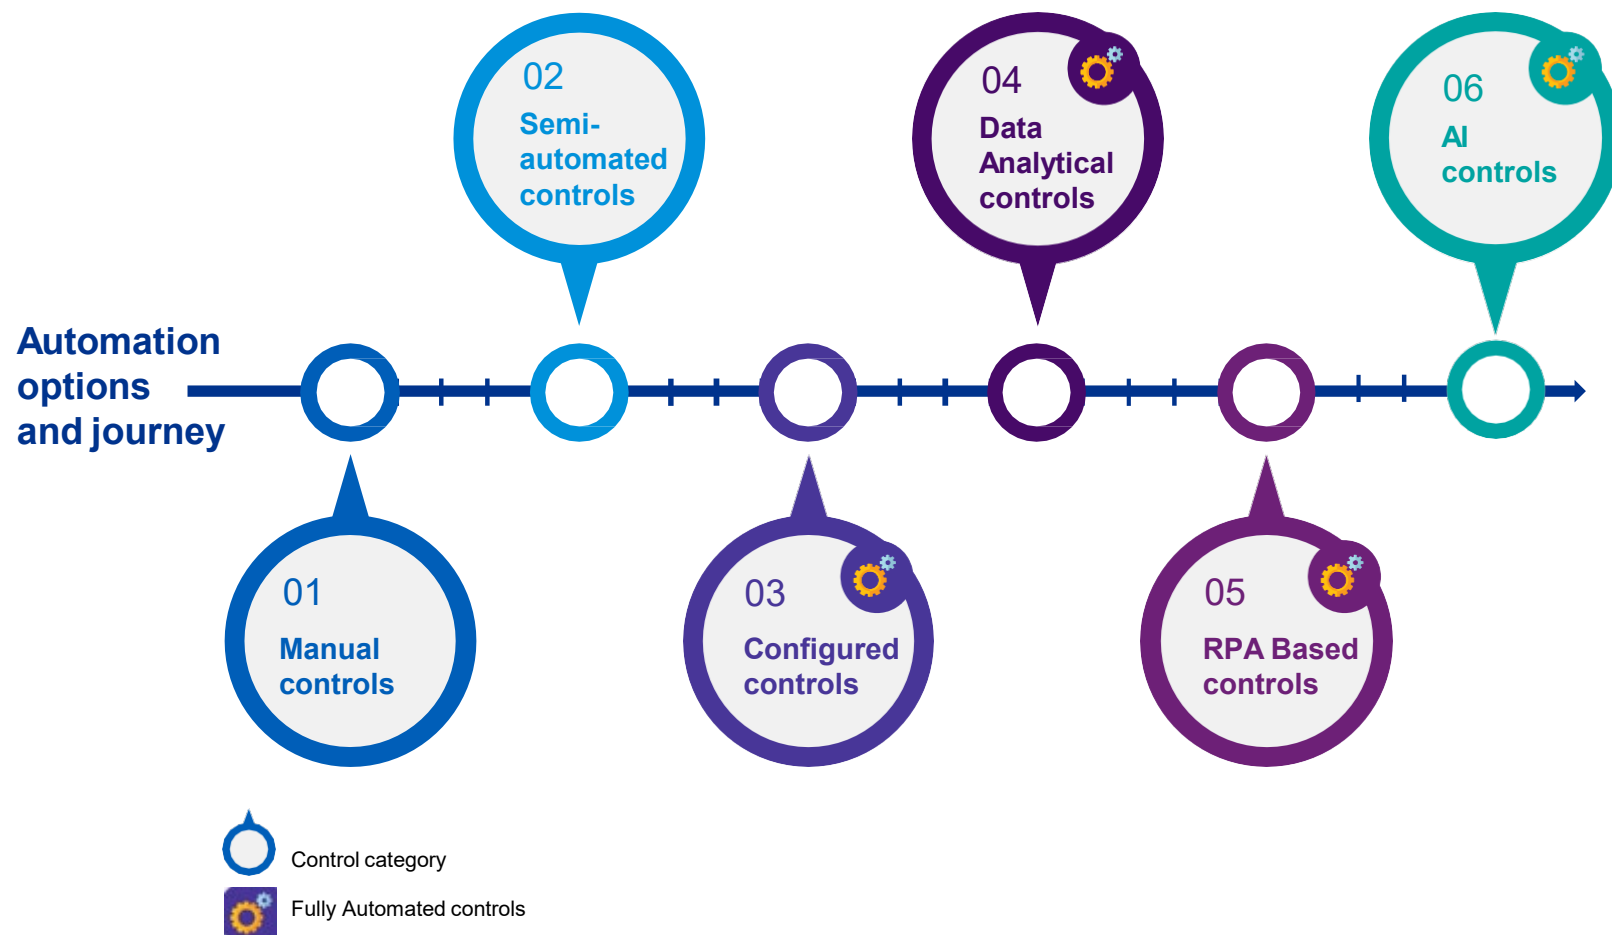 Automation
options
and journey
01
Manual
controls
02
Semi-
automated
controls
03
Configured
controls
04
Data
Analytical
controls
05
RPA Based
controls
06
AI
controls
Control category
Fully Automated controls